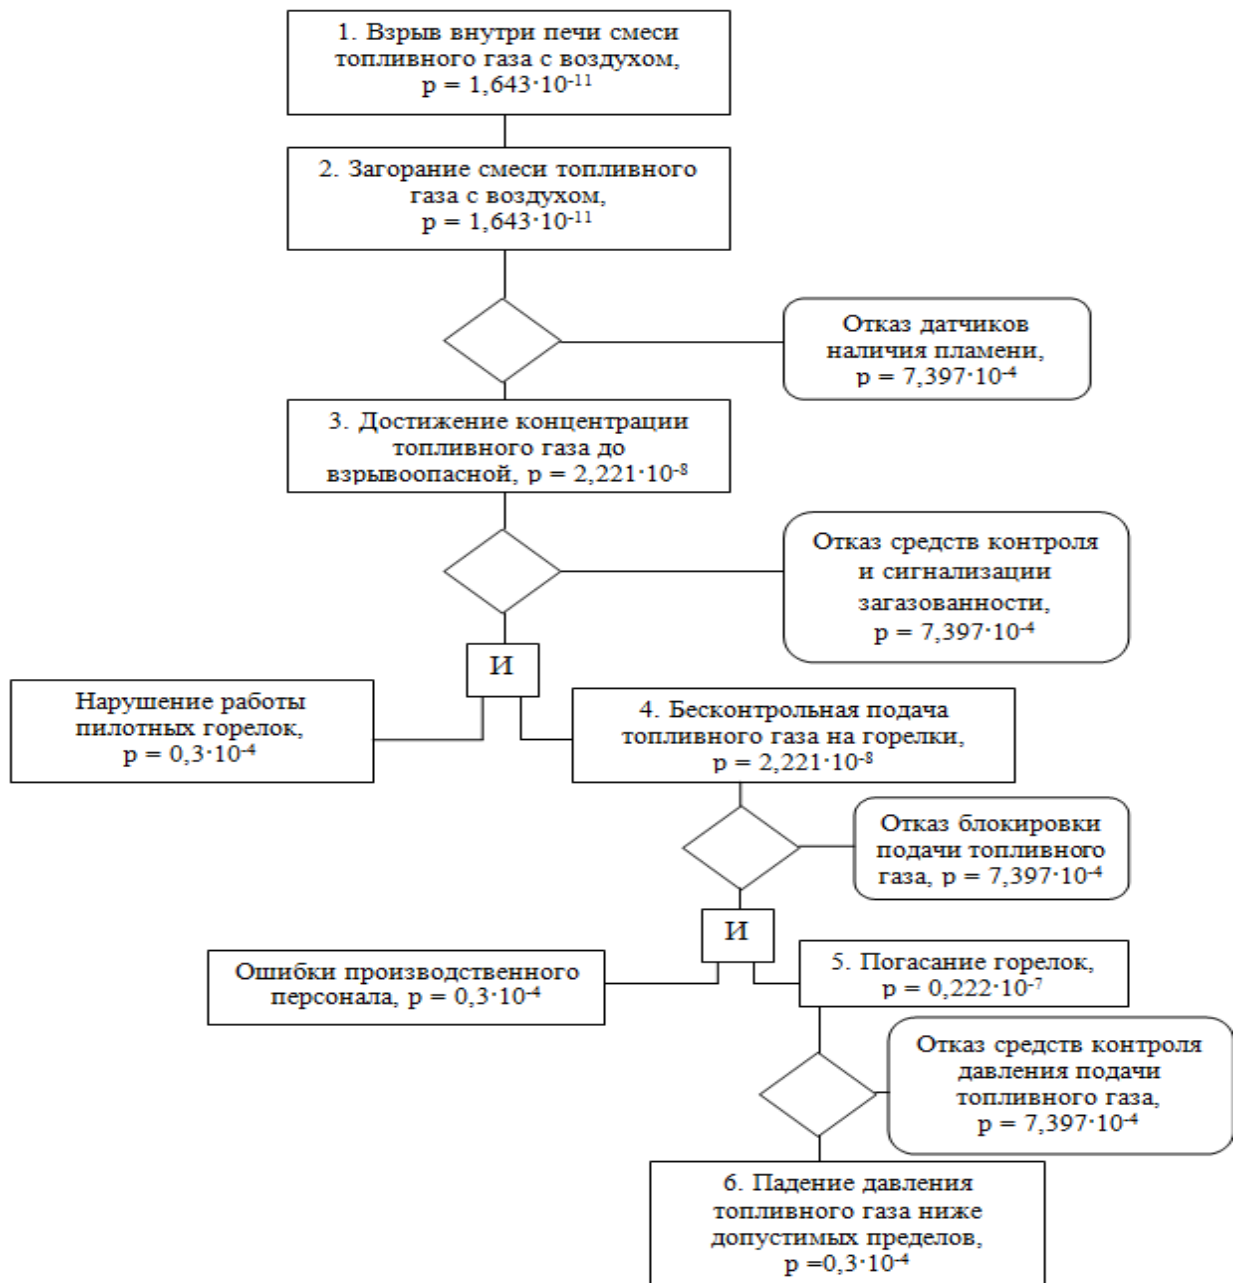 1. Взрыв внутри печи смеси
топливного газа с воздухом,
p = 1,643·10⁻¹¹
2. Загорание смеси топливного
газа с воздухом,
p = 1,643·10⁻¹¹
Отказ датчиков
наличия пламени,
p = 7,397·10⁻⁴
3. Достижение концентрации
топливного газа до
взрывоопасной, p = 2,221·10⁻⁸
Отказ средств контроля
и сигнализации
загазованности,
p = 7,397·10⁻⁴
И
Нарушение работы
пилотных горелок,
p = 0,3·10⁻⁴
4. Бесконтрольная подача
топливного газа на горелки,
p = 2,221·10⁻⁸
Отказ блокировки
подачи топливного
газа, p = 7,397·10⁻⁴
И
Ошибки производственного
персонала, p = 0,3·10⁻⁴
5. Погасание горелок,
p = 0,222·10⁻⁷
Отказ средств контроля
давления подачи
топливного газа,
p = 7,397·10⁻⁴
6. Падение давления
топливного газа ниже
допустимых пределов,
p =0,3·10⁻⁴